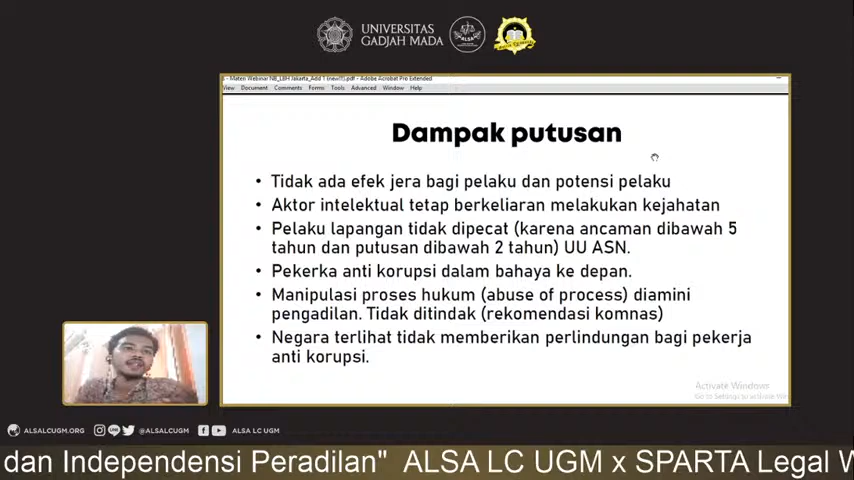 UNIVERSITAS
GADJAH MADA
ALSA
- Materi Webinar NB_LBH Jakarta_Add 1 (new!!!).pdf - Adobe Acrobat Pro Extended
View Document Comments Forms Tools Advanced Window Help
Dampak putusan
• Tidak ada efek jera bagi pelaku dan potensi pelaku
• Aktor intelektual tetap berkeliaran melakukan kejahatan
• Pelaku lapangan tidak dipecat (karena ancaman dibawah 5
tahun dan putusan dibawah 2 tahun) UU ASN.
• Pekerka anti korupsi dalam bahaya ke depan.
• Manipulasi proses hukum (abuse of process) diamini
pengadilan. Tidak ditindak (rekomendasi komnas)
• Negara terlihat tidak memberikan perlindungan bagi pekerja
anti korupsi.
Activate Windows
Go to Settings to activate
ALSALCUGM.ORG @ALSALCUGM ALSA LC UGM
dan Independensi Peradilan" ALSA LC UGM x SPARTA Legal W